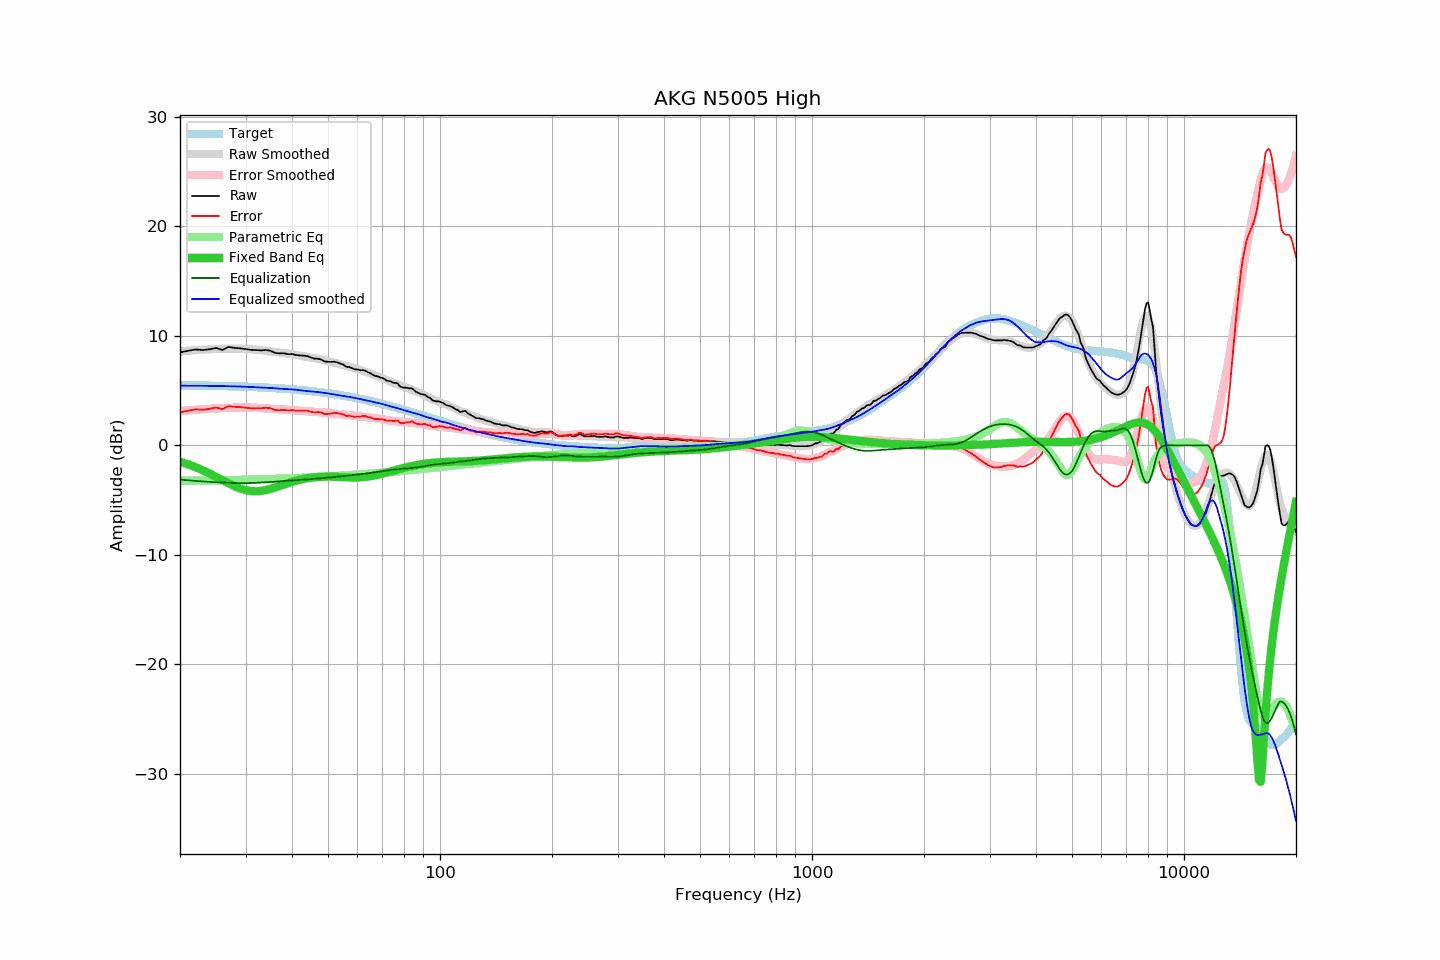 AKG N5005 High
30
20
10
0
−10
−20
−30
Amplitude (dBr)
Target
Raw Smoothed
Error Smoothed
Raw
Error
Parametric Eq
Fixed Band Eq
Equalization
Equalized smoothed
100
1000
10000
Frequency (Hz)